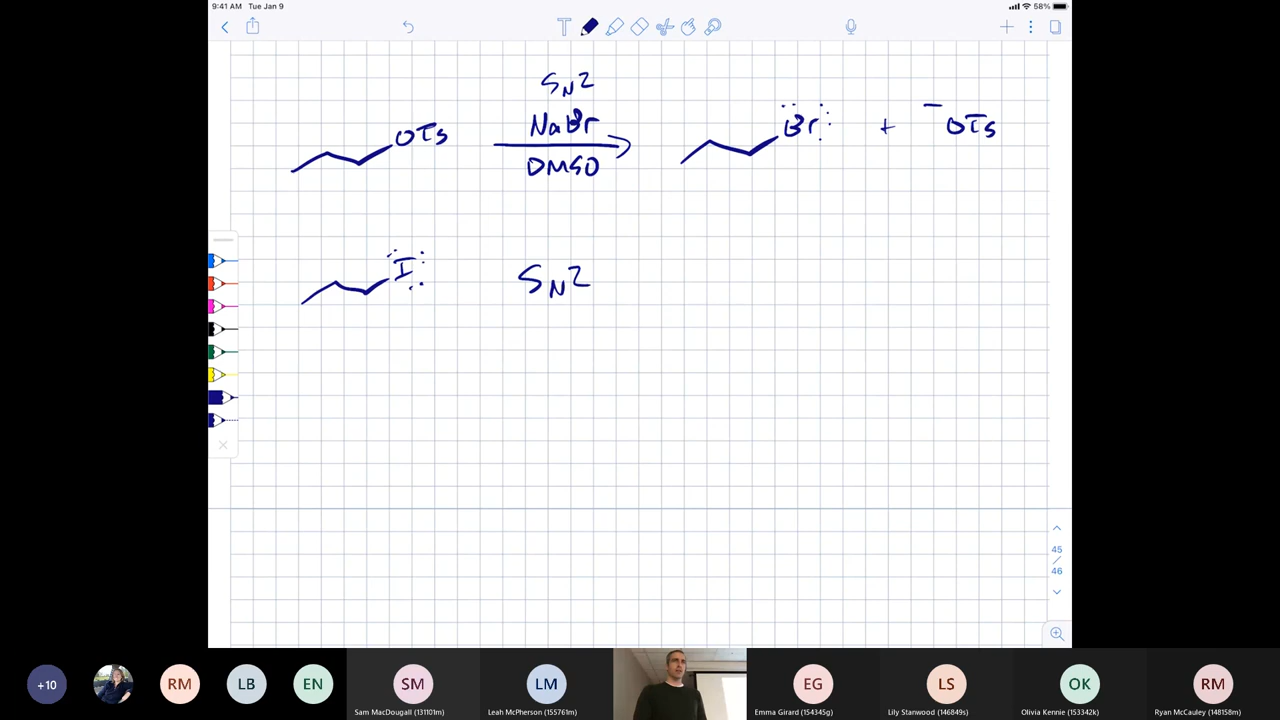 9:41 AM Tue Jan 9
58%
T
SN2
NaBr
OTs
DMSO
Br
+
⁻OTs
I
SN2
45
/
46
+10
RM
LB
EN
SM
Sam MacDougall (131101m)
LM
Leah McPherson (155761m)
EG
Emma Girard (154345g)
LS
Lily Stanwood (146849s)
OK
Olivia Kennie (153342k)
RM
Ryan McCauley (148158m)